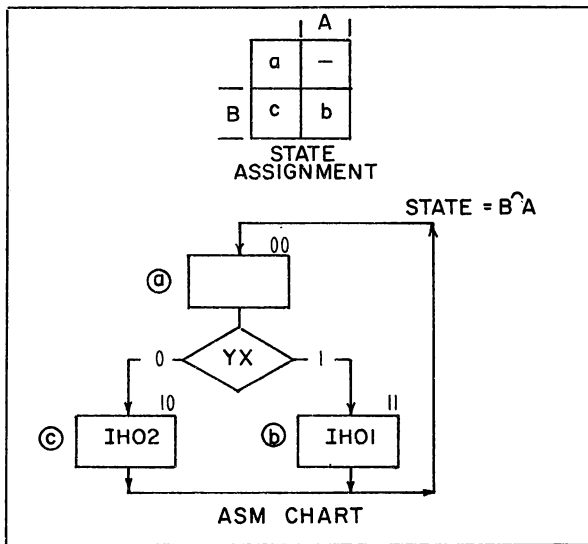 A
a –
B c b
STATE
ASSIGNMENT
STATE = B⌒A
00
a
YX
0 1
10 11
c IHO2 b IHO1
ASM CHART